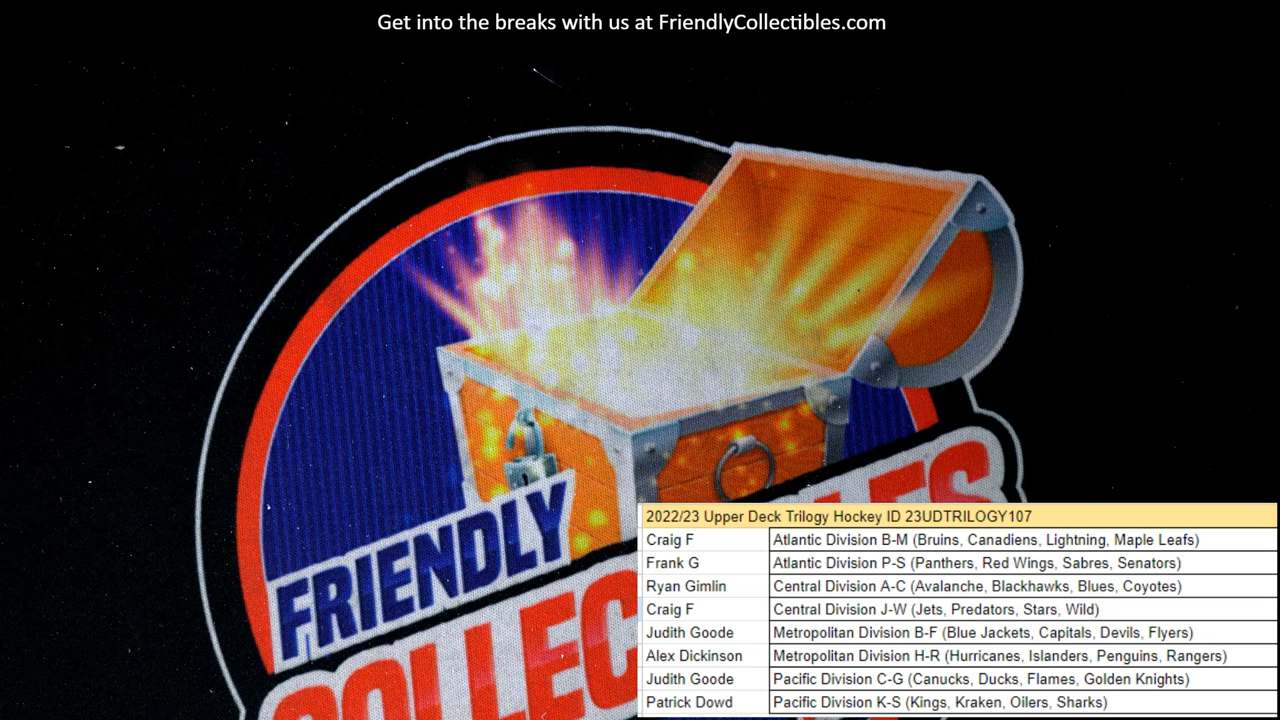 Get into the breaks with us at FriendlyCollectibles.com
FRIENDLY
2022/23 Upper Deck Trilogy Hockey ID 23UDTRILOGY107
Craig F Atlantic Division B-M (Bruins, Canadiens, Lightning, Maple Leafs)
Frank G Atlantic Division P-S (Panthers, Red Wings, Sabres, Senators)
Ryan Gimlin Central Division A-C (Avalanche, Blackhawks, Blues, Coyotes)
Craig F Central Division J-W (Jets, Predators, Stars, Wild)
Judith Goode Metropolitan Division B-F (Blue Jackets, Capitals, Devils, Flyers)
Alex Dickinson Metropolitan Division H-R (Hurricanes, Islanders, Penguins, Rangers)
Judith Goode Pacific Division C-G (Canucks, Ducks, Flames, Golden Knights)
Patrick Dowd Pacific Division K-S (Kings, Kraken, Oilers, Sharks)